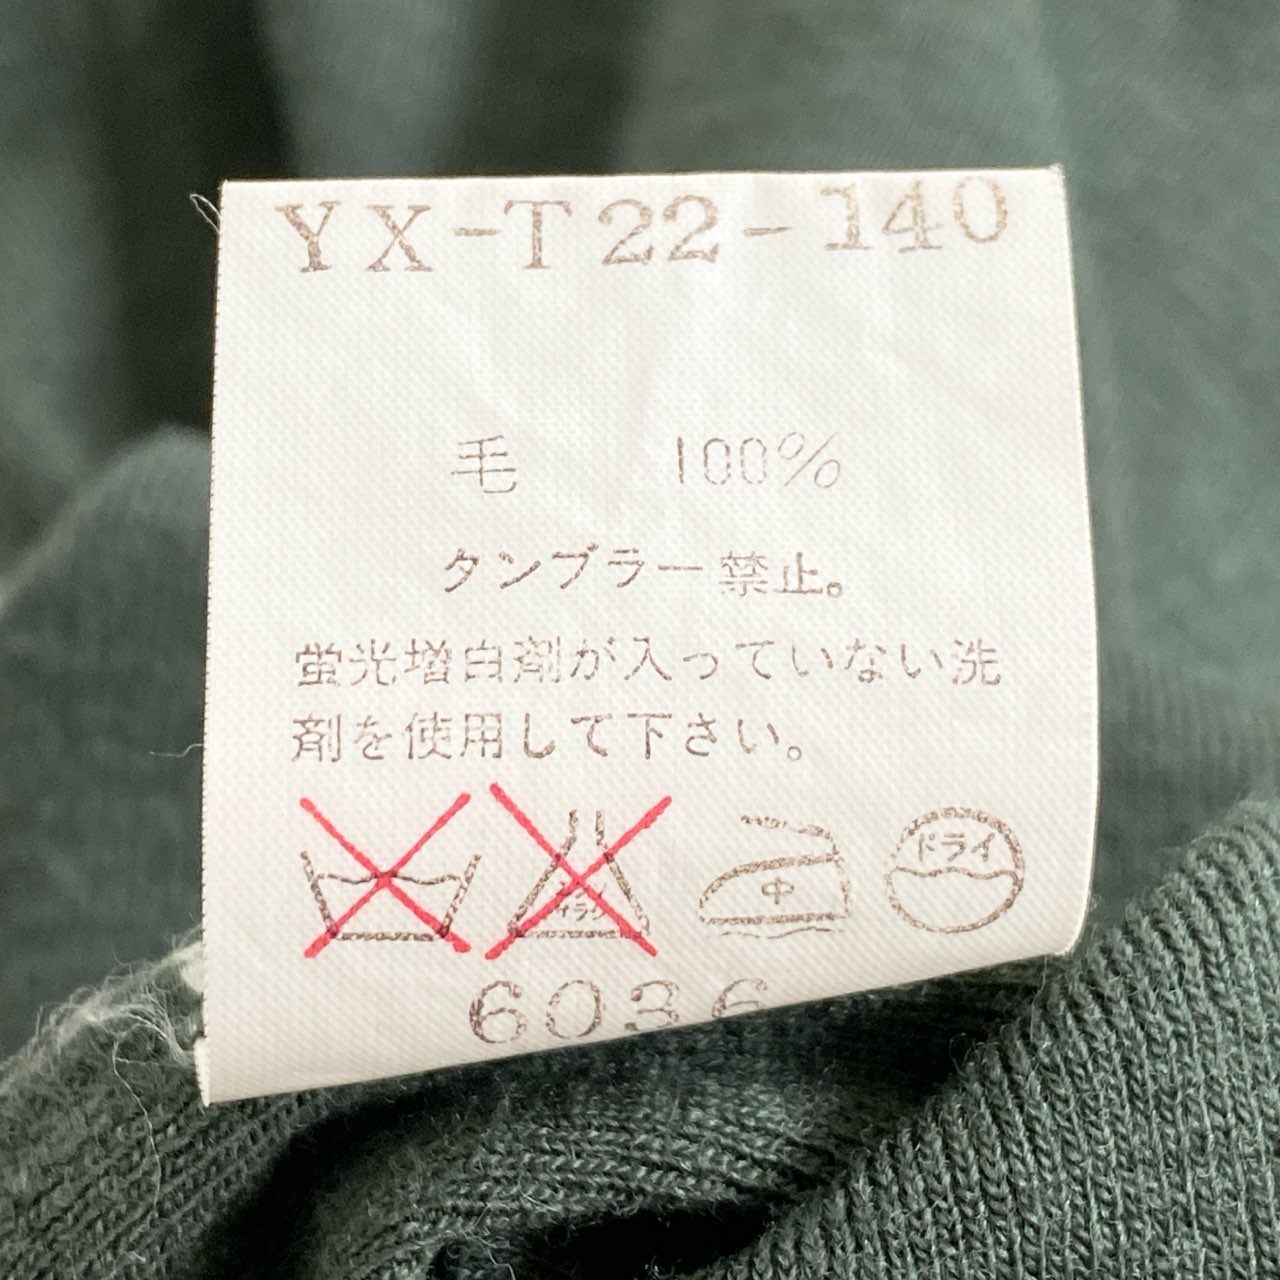 YX-T22-140
毛 100%
タンブラー禁止。
蛍光増白剤が入っていない洗
剤を使用して下さい。
中
ドライ
6036